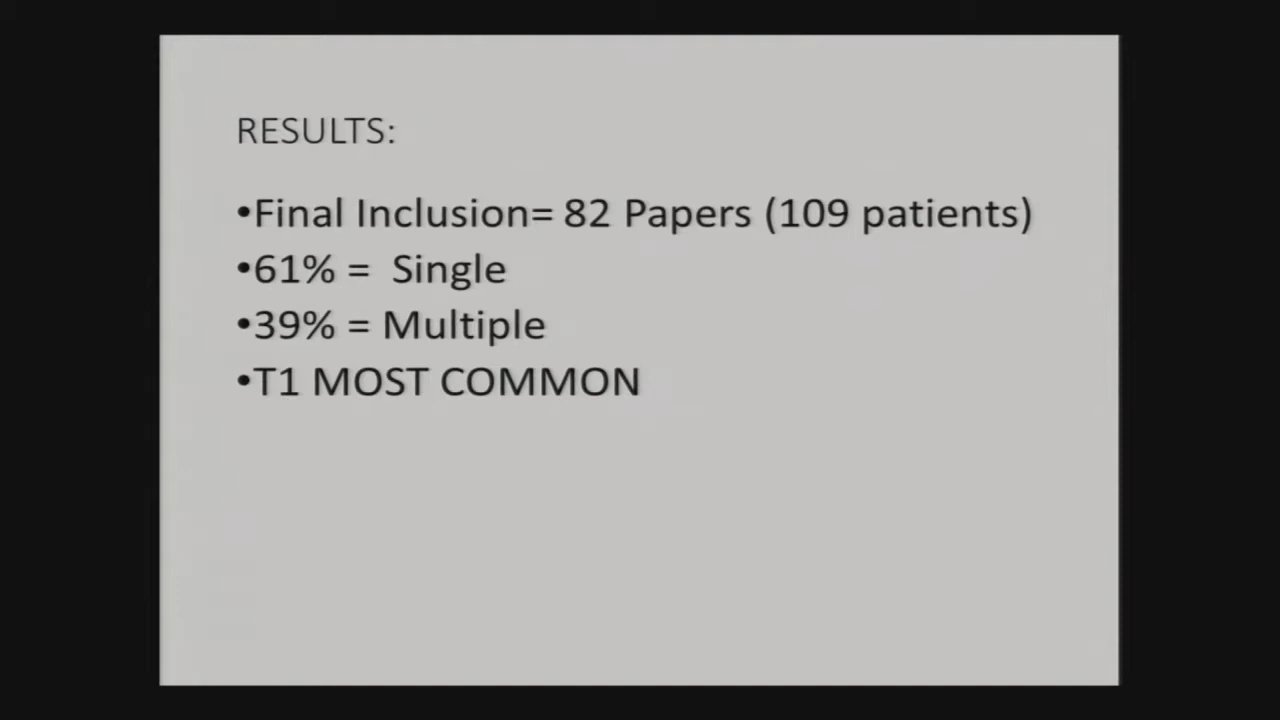 RESULTS:
•Final Inclusion= 82 Papers (109 patients)
•61% =  Single
•39% = Multiple
•T1 MOST COMMON